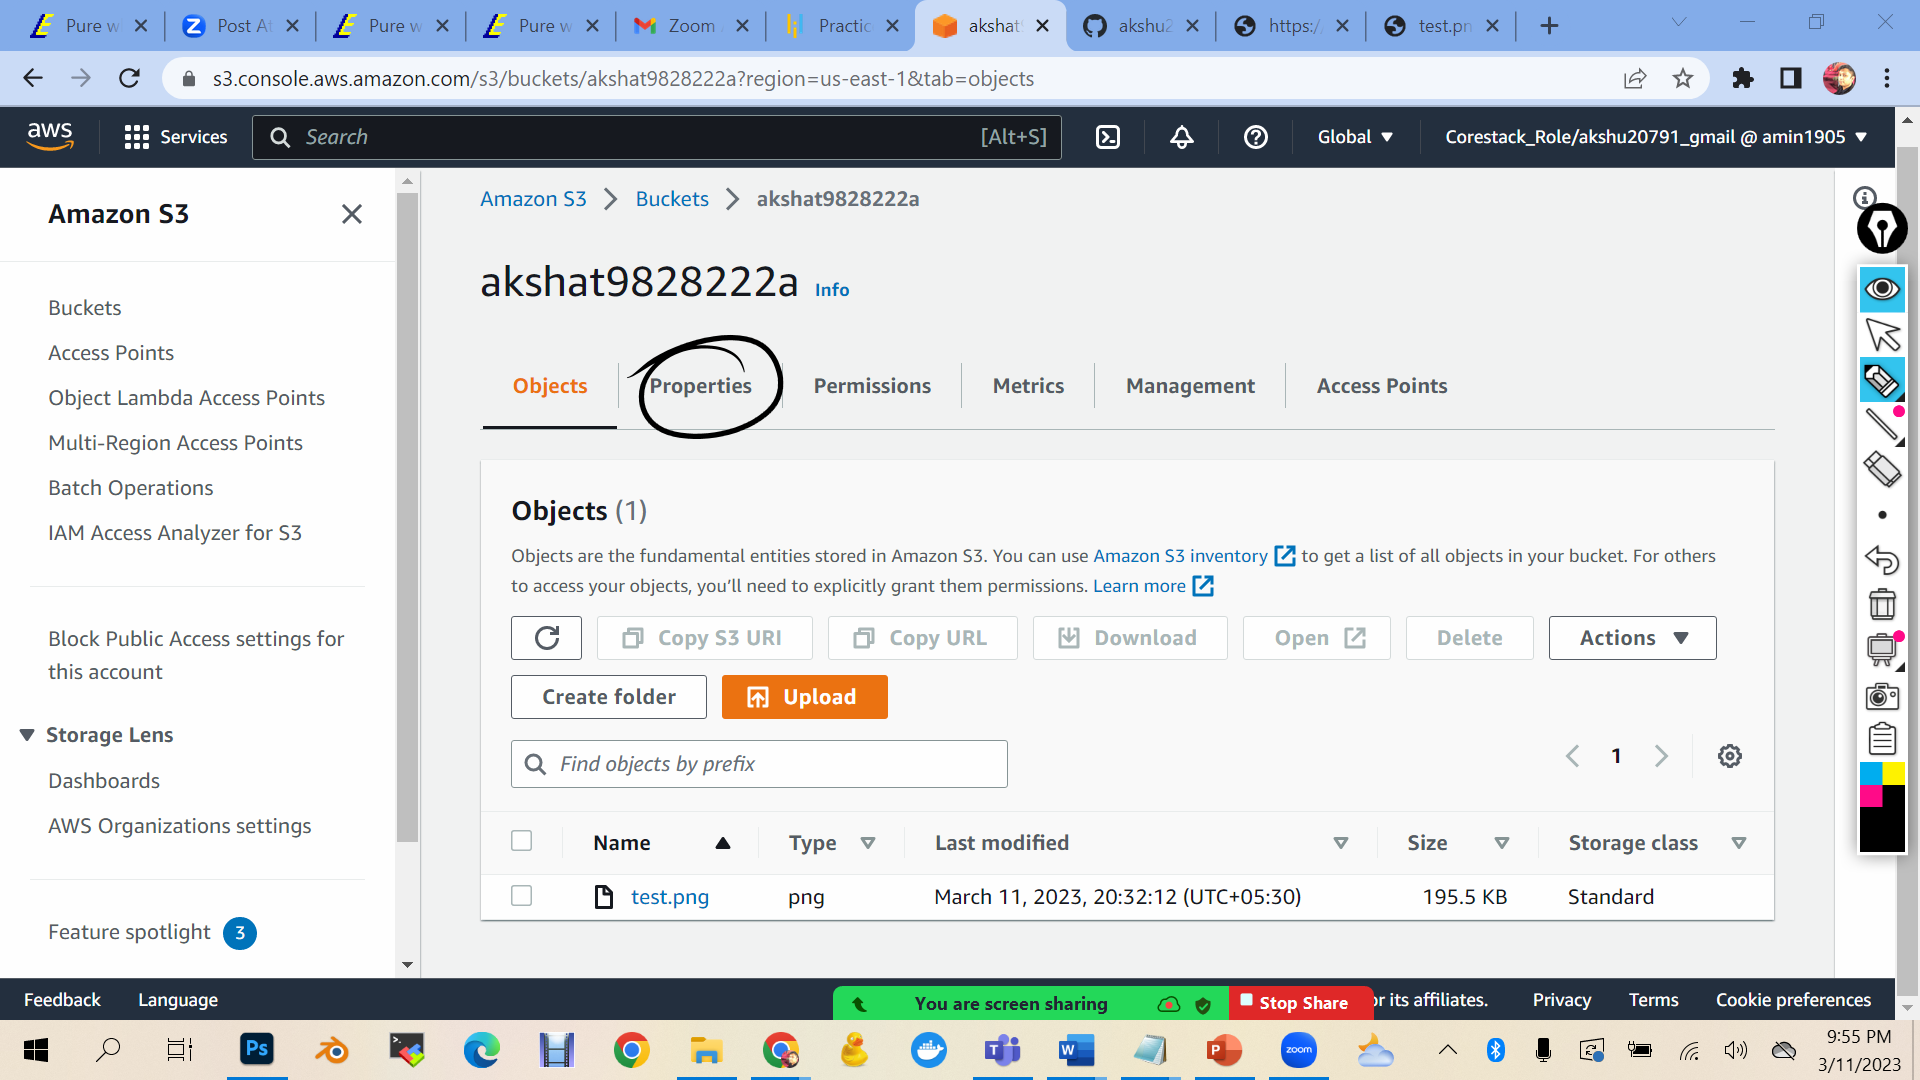 Pure w
Post At
Pure w
Pure w
Zoom
Practice
akshat9
akshu2
https:/
test.pn
s3.console.aws.amazon.com/s3/buckets/akshat9828222a?region=us-east-1&tab=objects
aws
Services
Search
[Alt+S]
Global
Corestack_Role/akshu20791_gmail @ amin1905
Amazon S3
Buckets
Access Points
Object Lambda Access Points
Multi-Region Access Points
Batch Operations
IAM Access Analyzer for S3
Block Public Access settings for
this account
Storage Lens
Dashboards
AWS Organizations settings
Feature spotlight 3
Amazon S3 > Buckets > akshat9828222a
akshat9828222a Info
Objects
Properties
Permissions
Metrics
Management
Access Points
Objects (1)
Objects are the fundamental entities stored in Amazon S3. You can use Amazon S3 inventory to get a list of all objects in your bucket. For others
to access your objects, you’ll need to explicitly grant them permissions. Learn more
Copy S3 URI
Copy URL
Download
Open
Delete
Actions
Create folder
Upload
Find objects by prefix
1
Name
Type
Last modified
Size
Storage class
test.png
png
March 11, 2023, 20:32:12 (UTC+05:30)
195.5 KB
Standard
Feedback
Language
You are screen sharing
Stop Share
or its affiliates.
Privacy
Terms
Cookie preferences
Ps
zoom
9:55 PM
3/11/2023